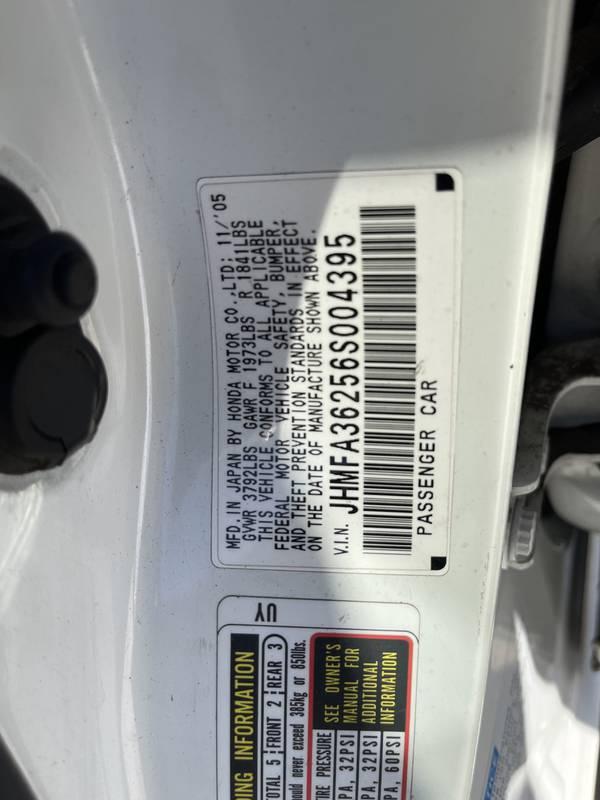 MFD. IN JAPAN BY HONDA MOTOR CO.,LTD; 11/'05
GVWR 3792LBS GAWR F 1973LBS R 1841LBS
THIS VEHICLE CONFORMS TO ALL APPLICABLE
FEDERAL MOTOR VEHICLE SAFETY, BUMPER,
AND THEFT PREVENTION STANDARDS IN EFFECT
ON THE DATE OF MANUFACTURE SHOWN ABOVE.
V.I.N. JHMFA36256S004395
PASSENGER CAR
UY
INFORMATION
TOTAL 5 FRONT 2 REAR 3
should never exceed 385kg or 850lbs.
PRESSURE
32PSI
32PSI
60PSI
SEE OWNER'S
MANUAL FOR
ADDITIONAL
INFORMATION